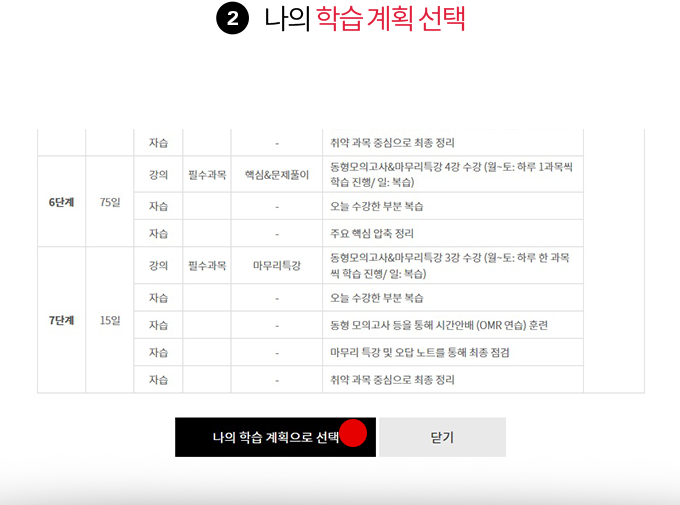 2 나의 학습 계획 선택
자습 - 취약 과목 중심으로 최종 정리
6단계 75일 강의 필수과목 핵심&문제풀이 동형모의고사&마무리특강 4강 수강 (월~토: 하루 1과목씩
학습 진행/ 일: 복습)
자습 - 오늘 수강한 부분 복습
자습 - 주요 핵심 압축 정리
7단계 15일 강의 필수과목 마무리특강 동형모의고사&마무리특강 3강 수강 (월~토: 하루 한 과목
씩 학습 진행/ 일: 복습)
자습 - 오늘 수강한 부분 복습
자습 - 동형 모의고사 등을 통해 시간안배 (OMR 연습) 훈련
자습 - 마무리 특강 및 오답 노트를 통해 최종 점검
자습 - 취약 과목 중심으로 최종 정리
나의 학습 계획으로 선택 닫기